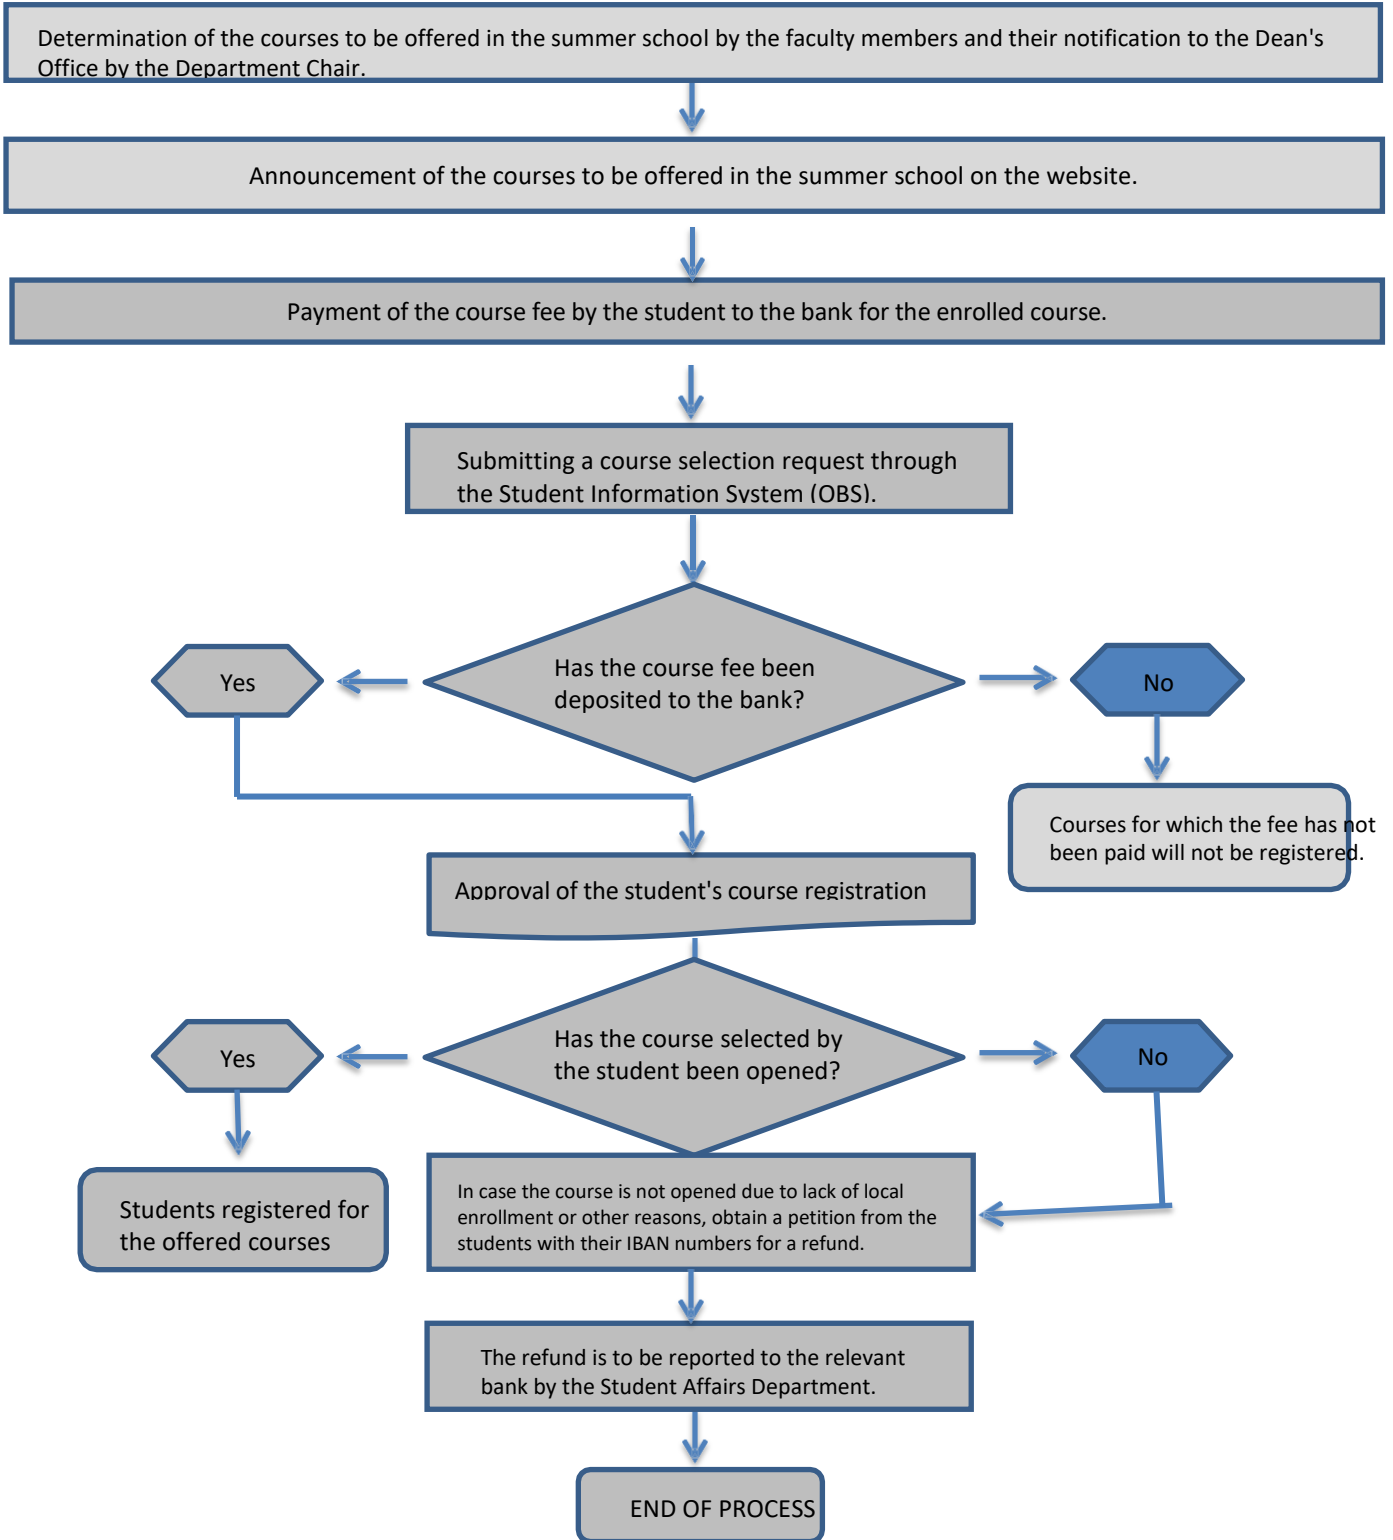 Determination of the courses to be offered in the summer school by the faculty members and their notification to the Dean's
Office by the Department Chair.
Announcement of the courses to be offered in the summer school on the website.
Payment of the course fee by the student to the bank for the enrolled course.
Submitting a course selection request through
the Student Information System (OBS).
Has the course fee been
deposited to the bank?
Yes
No
Courses for which the fee has not
been paid will not be registered.
Approval of the student's course registration
Has the course selected by
the student been opened?
Yes
No
Students registered for
the offered courses
In case the course is not opened due to lack of local
enrollment or other reasons, obtain a petition from the
students with their IBAN numbers for a refund.
The refund is to be reported to the relevant
bank by the Student Affairs Department.
END OF PROCESS